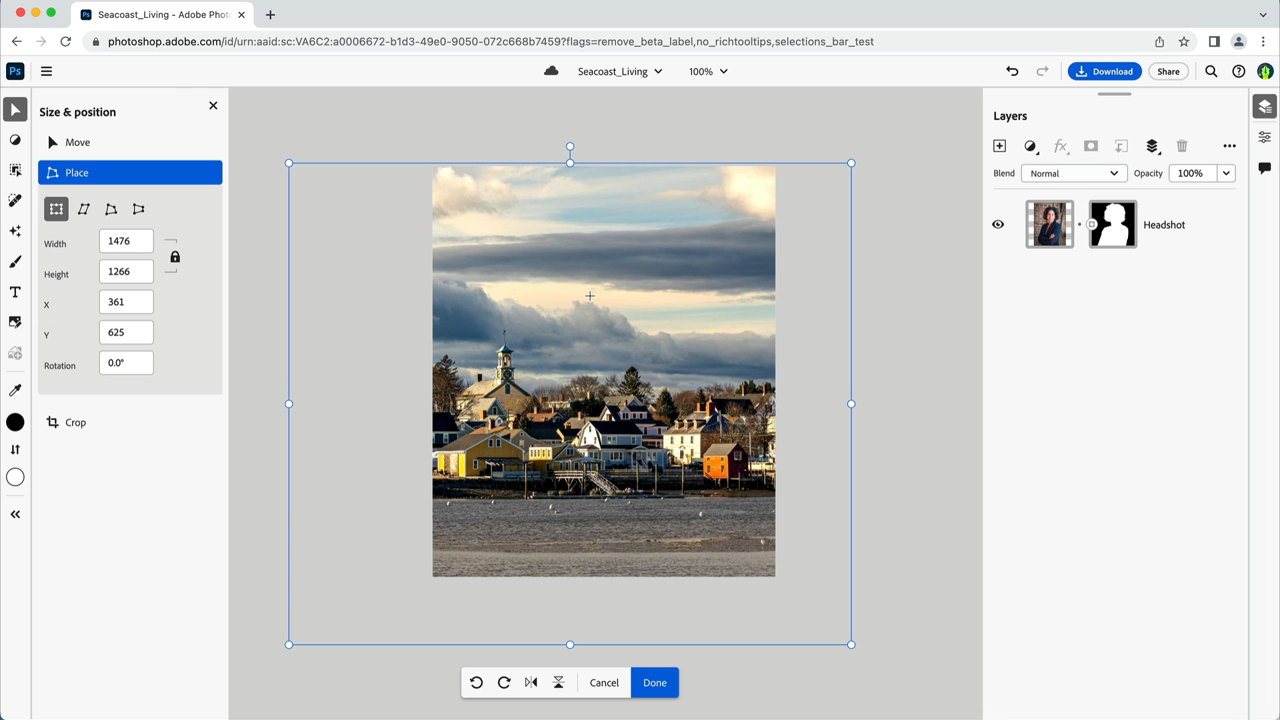 Seacoast_Living - Adobe Phot
photoshop.adobe.com/id/urn:aaid:sc:VA6C2:a0006672-b1d3-49e0-9050-072c668b7459?flags=remove_beta_label,no_richtooltips,selections_bar_test
Ps
Seacoast_Living
100%
Download
Share
Size & position
Move
Place
Width 1476
Height 1266
X 361
Y 625
Rotation 0.0°
Crop
Cancel
Done
Layers
fx
Blend Normal Opacity 100%
Headshot